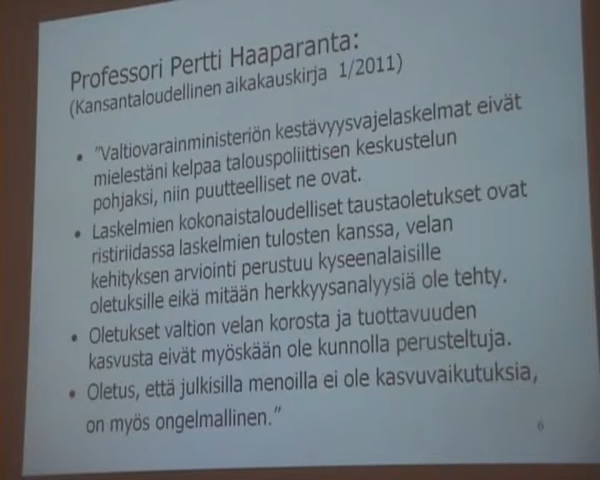 Professori Pertti Haaparanta:
(Kansantaloudellinen aikakauskirja 1/2011)
• "Valtiovarainministeriön kestävyysvajelaskelmat eivät
mielestäni kelpaa talouspoliittisen keskustelun
pohjaksi, niin puutteelliset ne ovat.
• Laskelmien kokonaistaloudelliset taustaoletukset ovat
ristiriidassa laskelmien tulosten kanssa, velan
kehityksen arviointi perustuu kyseenalaisille
oletuksille eikä mitään herkkyysanalyysiä ole tehty.
• Oletukset valtion velan korosta ja tuottavuuden
kasvusta eivät myöskään ole kunnolla perusteltuja.
• Oletus, että julkisilla menoilla ei ole kasvuvaikutuksia,
on myös ongelmallinen."
6